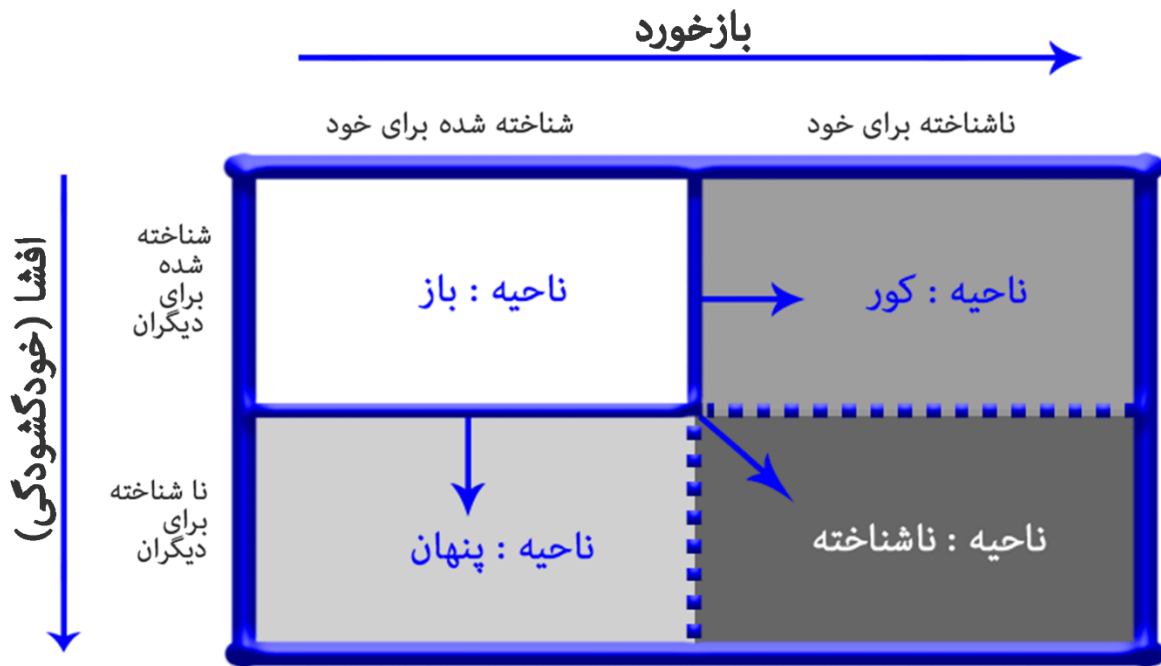 بازخورد
شناخته شده برای خود
ناشناخته برای خود
افشا (خودگشودگی)
شناخته
شده
برای
دیگران
ناحیه : باز
ناحیه : کور
نا شناخته
برای
دیگران
ناحیه : پنهان
ناحیه : ناشناخته